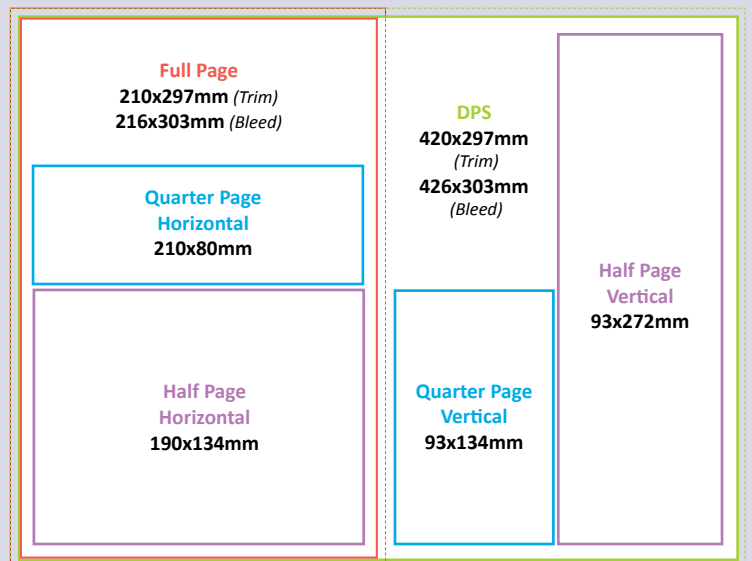 Full Page
210x297mm (Trim)
216x303mm (Bleed)
Quarter Page
Horizontal
210x80mm
Half Page
Horizontal
190x134mm
DPS
420x297mm
(Trim)
426x303mm
(Bleed)
Quarter Page
Vertical
93x134mm
Half Page
Vertical
93x272mm